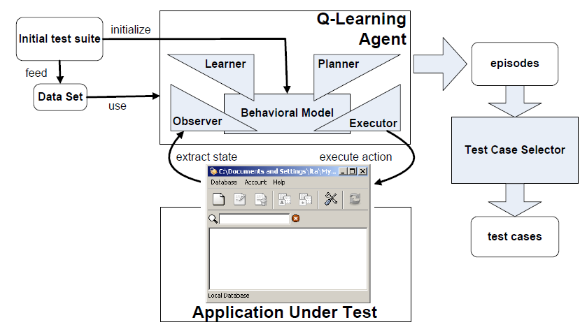 Initial test suite
initialize
feed
Data Set
use
Q-Learning
Agent
Learner
Planner
Observer
Behavioral Model
Executor
extract state
execute action
C:\Documents and Settings\
Database Account Help
Local Database
Application Under Test
episodes
Test Case Selector
test cases